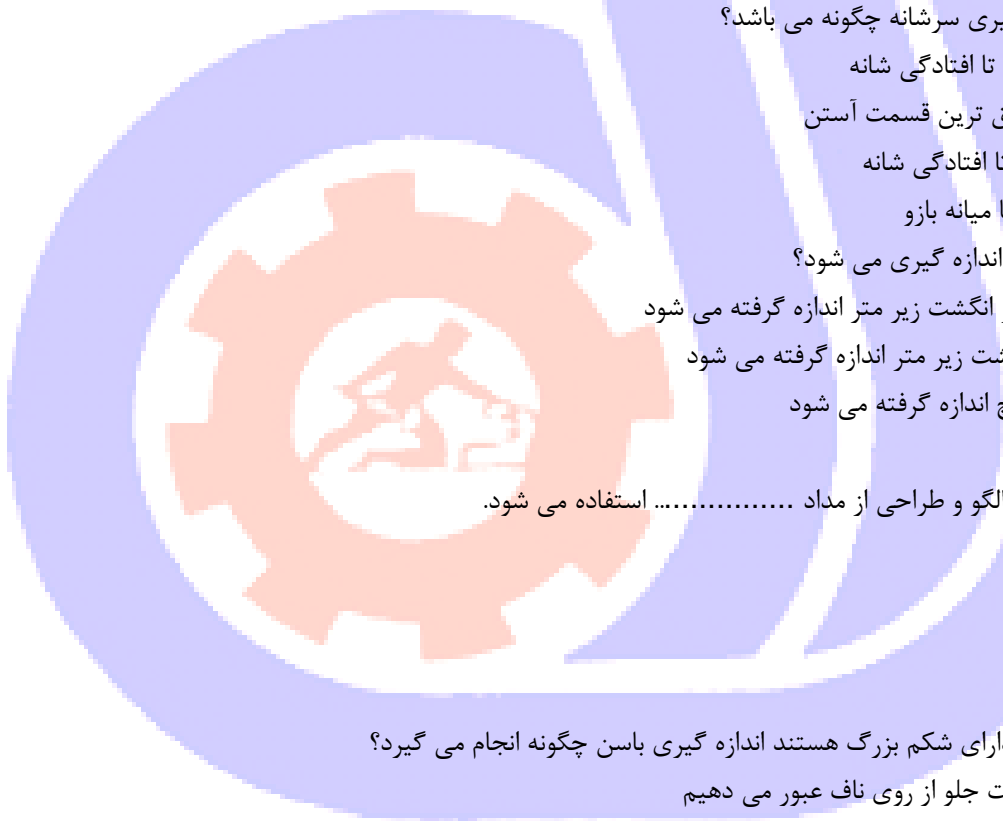 سرشانه چگونه می باشد؟
تا افتادگی شانه
ترین قسمت آستن
تا افتادگی شانه
میانه بازو
اندازه گیری می شود؟
انگشت زیر متر اندازه گرفته می شود
زیر متر اندازه گرفته می شود
اندازه گرفته می شود
الگو و طراحی از مداد ................. استفاده می شود.
شکم بزرگ هستند اندازه گیری باسن چگونه انجام می گیرد؟
جلو از روی ناف عبور می دهیم